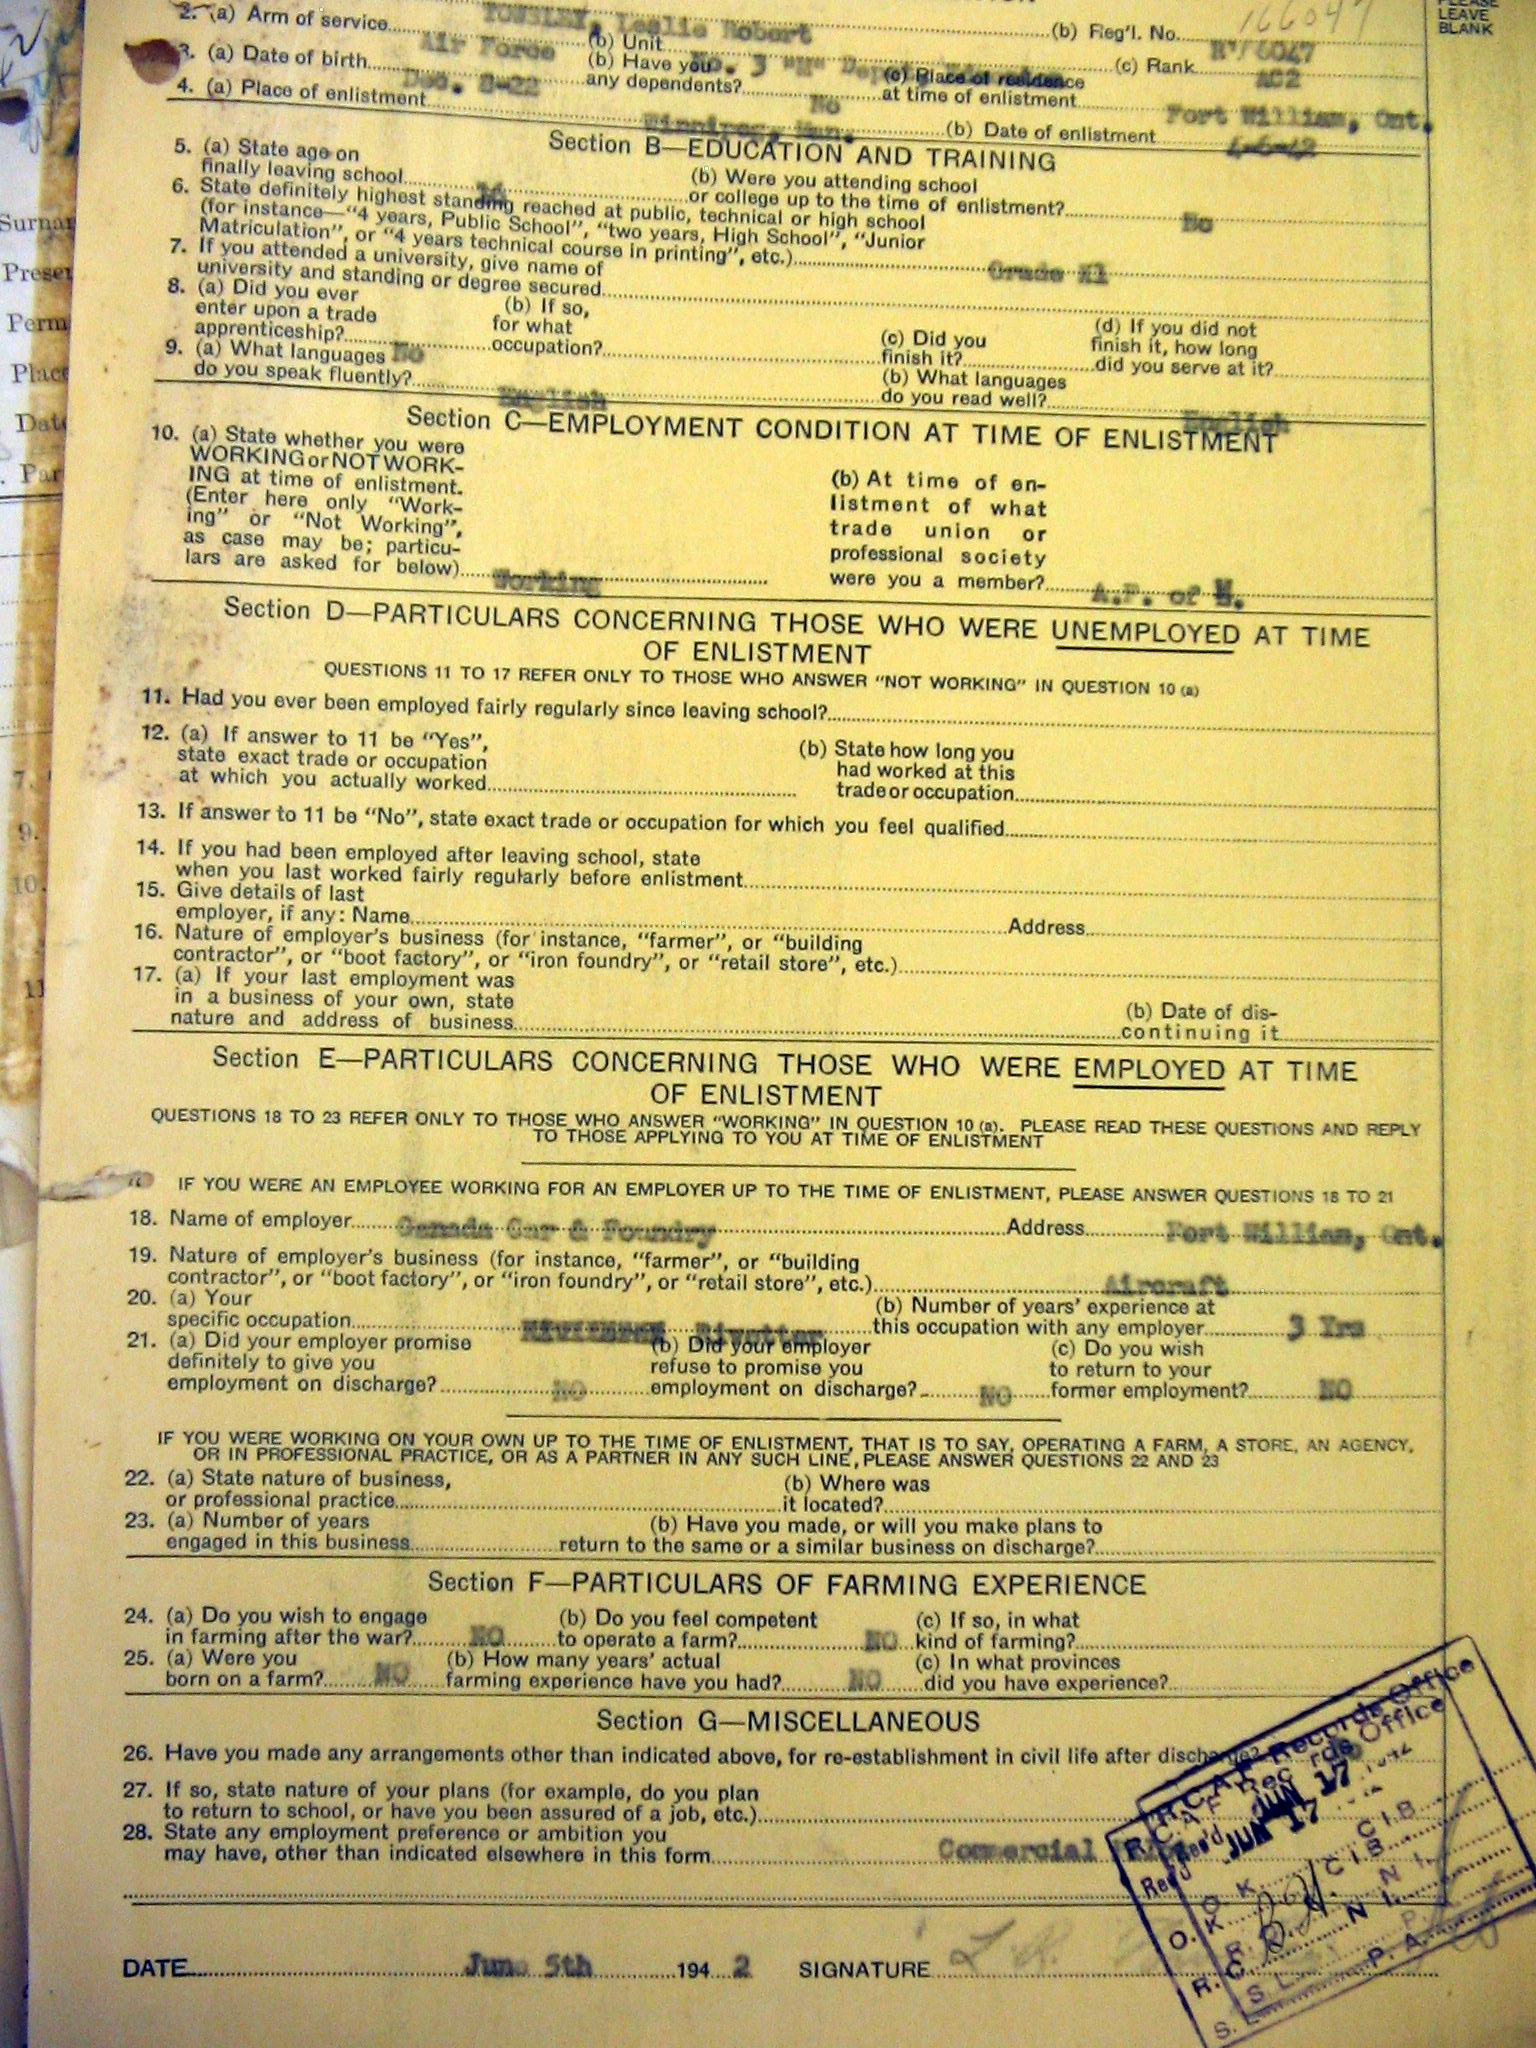 PLEASE
LEAVE
BLANK
166047
TOWSLEY, Leslie Robert
2. (a) Arm of service Air Force (b) Unit No. 3 "M" Depot, (b) Reg'l. No. R'
3. (a) Date of birth Dec. 8-22 (b) Have you any dependents? No (c) Place of residence at time of enlistment Fort William, Ont. (c) Rank AC2
4. (a) Place of enlistment Winnipeg, Man. (b) Date of enlistment
Section B—EDUCATION AND TRAINING
5. (a) State age on
finally leaving school 16 (b) Were you attending school
or college up to the time of enlistment? No
6. State definitely highest standing reached at public, technical or high school
(for instance—"4 years, Public School", "two years, High School", "Junior
Matriculation", or "4 years technical course in printing", etc.) Grade X1
7. If you attended a university, give name of
university and standing or degree secured
8. (a) Did you ever
enter upon a trade
apprenticeship? No
(b) If so,
for what
occupation?
(c) Did you
finish it?
(d) If you did not
finish it, how long
did you serve at it?
9. (a) What languages
do you speak fluently? English
(b) What languages
do you read well? English
Section C—EMPLOYMENT CONDITION AT TIME OF ENLISTMENT
10. (a) State whether you were
WORKING or NOT WORK-
ING at time of enlistment.
(Enter here only "Work-
ing" or "Not Working",
as case may be; particu-
lars are asked for below) Working
(b) At time of en-
listment of what
trade union or
professional society
were you a member? A.F. of M.
Section D—PARTICULARS CONCERNING THOSE WHO WERE UNEMPLOYED AT TIME
OF ENLISTMENT
QUESTIONS 11 TO 17 REFER ONLY TO THOSE WHO ANSWER "NOT WORKING" IN QUESTION 10 (a)
11. Had you ever been employed fairly regularly since leaving school?
12. (a) If answer to 11 be "Yes",
state exact trade or occupation
at which you actually worked
(b) State how long you
had worked at this
trade or occupation
13. If answer to 11 be "No", state exact trade or occupation for which you feel qualified
14. If you had been employed after leaving school, state
when you last worked fairly regularly before enlistment
15. Give details of last
employer, if any: Name Address
16. Nature of employer's business (for instance, "farmer", or "building
contractor", or "boot factory", or "iron foundry", or "retail store", etc.)
17. (a) If your last employment was
in a business of your own, state
nature and address of business
(b) Date of dis-
continuing it
Section E—PARTICULARS CONCERNING THOSE WHO WERE EMPLOYED AT TIME
OF ENLISTMENT
QUESTIONS 18 TO 23 REFER ONLY TO THOSE WHO ANSWER "WORKING" IN QUESTION 10 (a). PLEASE READ THESE QUESTIONS AND REPLY
TO THOSE APPLYING TO YOU AT TIME OF ENLISTMENT
IF YOU WERE AN EMPLOYEE WORKING FOR AN EMPLOYER UP TO THE TIME OF ENLISTMENT, PLEASE ANSWER QUESTIONS 18 TO 21
18. Name of employer Canada Car & Foundry Address Fort William, Ont.
19. Nature of employer's business (for instance, "farmer", or "building
contractor", or "boot factory", or "iron foundry", or "retail store", etc.) Aircraft
20. (a) Your
specific occupation Rivetter
(b) Number of years' experience at
this occupation with any employer 3 Yrs
21. (a) Did your employer promise
definitely to give you
employment on discharge? NO
(b) Did your employer
refuse to promise you
employment on discharge? NO
(c) Do you wish
to return to your
former employment? NO
IF YOU WERE WORKING ON YOUR OWN UP TO THE TIME OF ENLISTMENT, THAT IS TO SAY, OPERATING A FARM, A STORE, AN AGENCY,
OR IN PROFESSIONAL PRACTICE, OR AS A PARTNER IN ANY SUCH LINE, PLEASE ANSWER QUESTIONS 22 AND 23
22. (a) State nature of business,
or professional practice
(b) Where was
it located?
23. (a) Number of years
engaged in this business
(b) Have you made, or will you make plans to
return to the same or a similar business on discharge?
Section F—PARTICULARS OF FARMING EXPERIENCE
24. (a) Do you wish to engage
in farming after the war? NO
(b) Do you feel competent
to operate a farm? NO
(c) If so, in what
kind of farming?
25. (a) Were you
born on a farm? NO
(b) How many years' actual
farming experience have you had? NO
(c) In what provinces
did you have experience?
Section G—MISCELLANEOUS
26. Have you made any arrangements other than indicated above, for re-establishment in civil life after discharge?
27. If so, state nature of your plans (for example, do you plan
to return to school, or have you been assured of a job, etc.)
28. State any employment preference or ambition you
may have, other than indicated elsewhere in this form Commercial
R.C.A.F. Records Office
Rec'd JUN 17
O.K. C I B
R.C. N I
S.L. P.A.
DATE June 5th 194 2 SIGNATURE L R